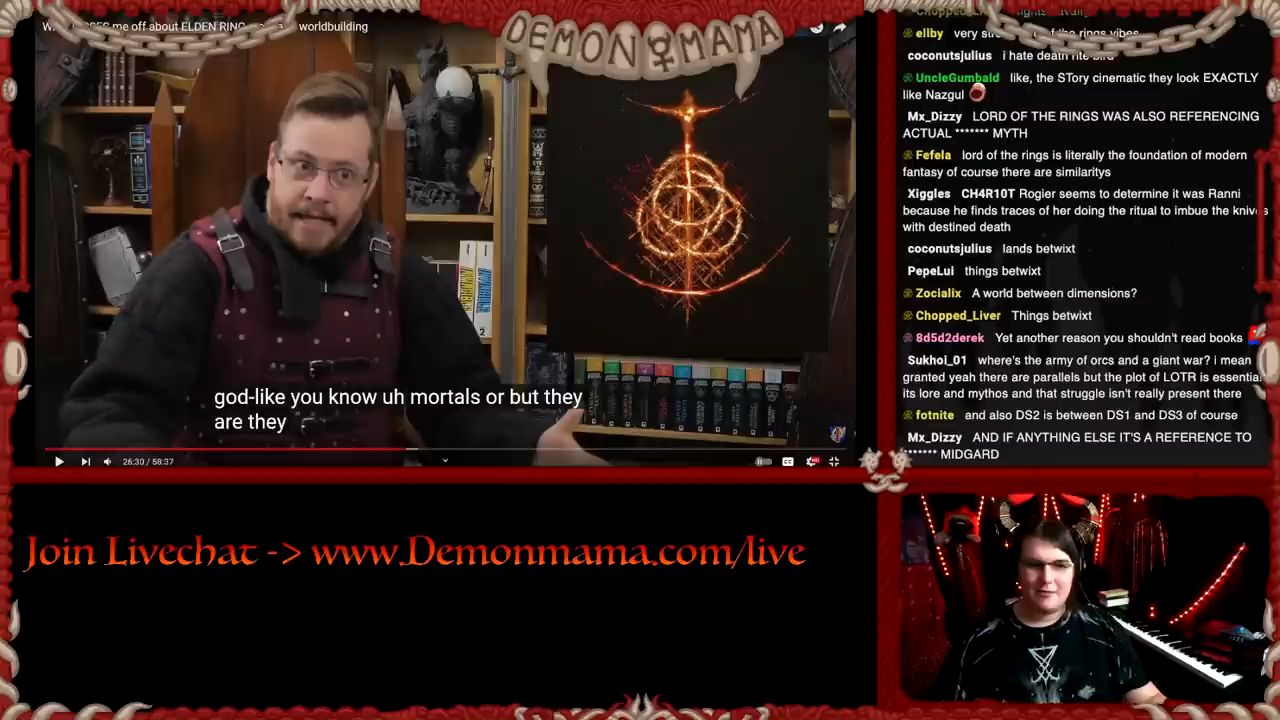 me off about ELDEN RING
worldbuilding
DEMON MAMA
god-like you know uh mortals or but they
are they
26:30 / 58:37
Join Livechat -> www.Demonmama.com/live
ellby very of the rings vibes
coconutsjulius i hate death rite bird
UncleGumbald like, the STory cinematic they look EXACTLY
like Nazgul
Mx_Dizzy LORD OF THE RINGS WAS ALSO REFERENCING
ACTUAL ******* MYTH
Fefela lord of the rings is literally the foundation of modern
fantasy of course there are similaritys
Xiggles CH4R10T Rogier seems to determine it was Ranni
because he finds traces of her doing the ritual to imbue the knives
with destined death
coconutsjulius lands betwixt
PepeLui things betwixt
Zocialix A world between dimensions?
Chopped_Liver Things betwixt
8d5d2derek Yet another reason you shouldn't read books
Sukhoi_01 where's the army of orcs and a giant war? i mean
granted yeah there are parallels but the plot of LOTR is essential
its lore and mythos and that struggle isn't really present there
fotnite and also DS2 is between DS1 and DS3 of course
Mx_Dizzy AND IF ANYTHING ELSE IT'S A REFERENCE TO
******* MIDGARD